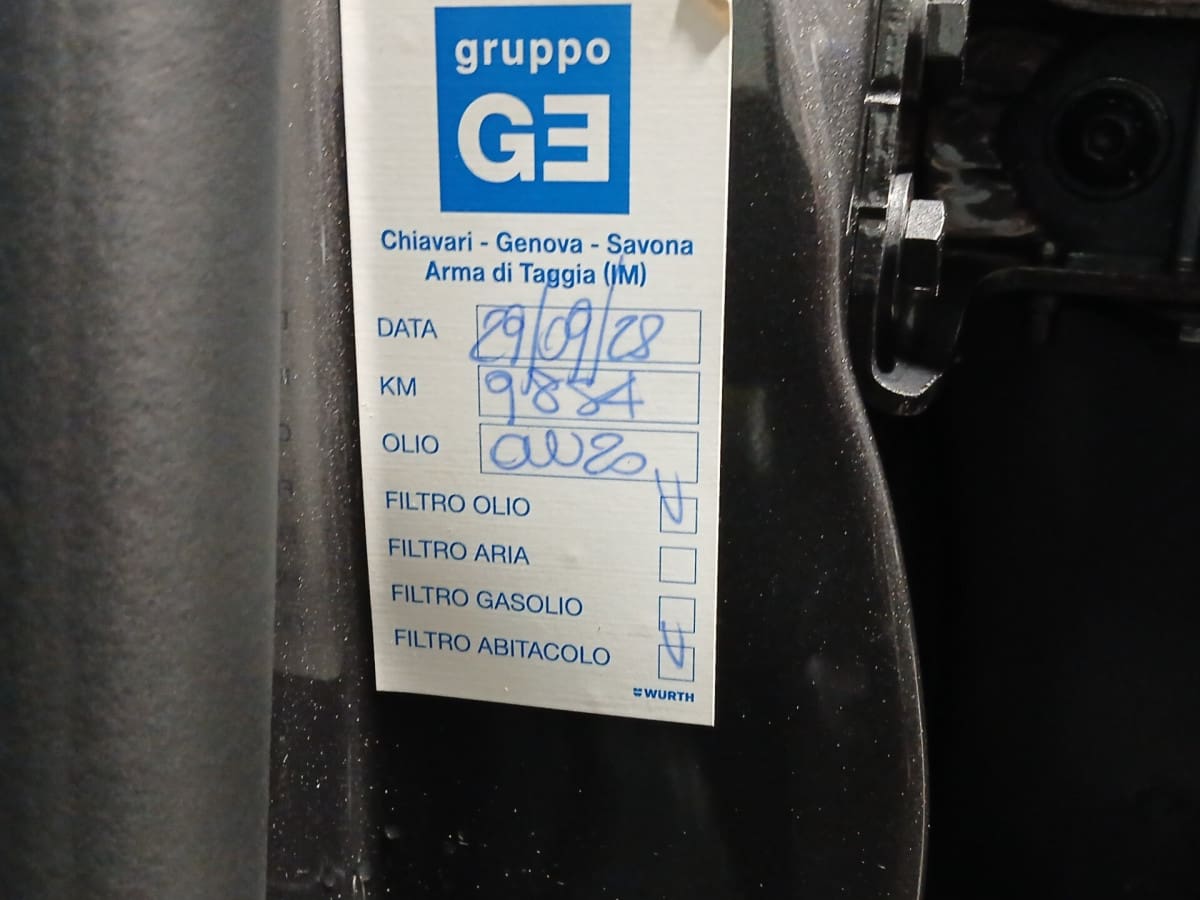 gruppo
GE
Chiavari - Genova - Savona
Arma di Taggia (IM)
DATA 29/09/28
KM 9884
OLIO 0W20
FILTRO OLIO
FILTRO ARIA
FILTRO GASOLIO
FILTRO ABITACOLO
WURTH